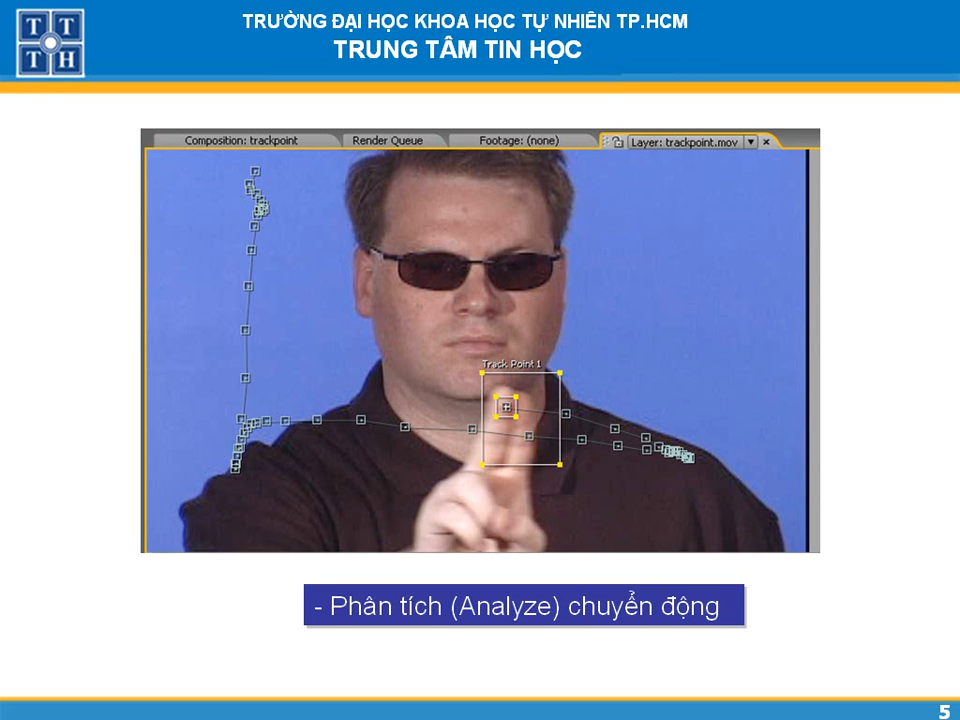 TRƯỜNG ĐẠI HỌC KHOA HỌC TỰ NHIÊN TP.HCM
TRUNG TÂM TIN HỌC
T T
T H
Composition: trackpoint
Render Queue
Footage: (none)
Layer: trackpoint.mov
Track Point 1
- Phân tích (Analyze) chuyển động
5